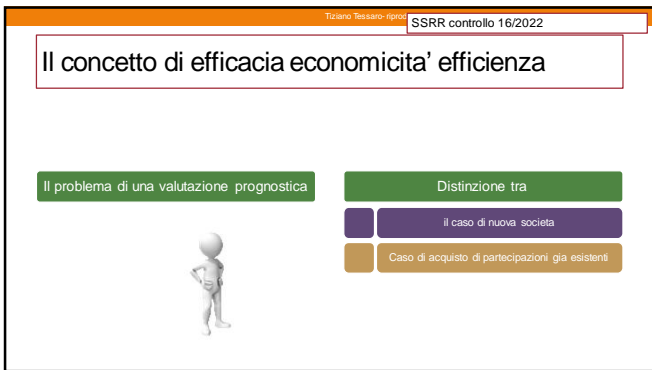 Tiziano Tessaro- riprod
SSRR controllo 16/2022
Il concetto di efficacia economicita' efficienza
Il problema di una valutazione prognostica
Distinzione tra
il caso di nuova societa
Caso di acquisto di partecipazioni gia esistenti